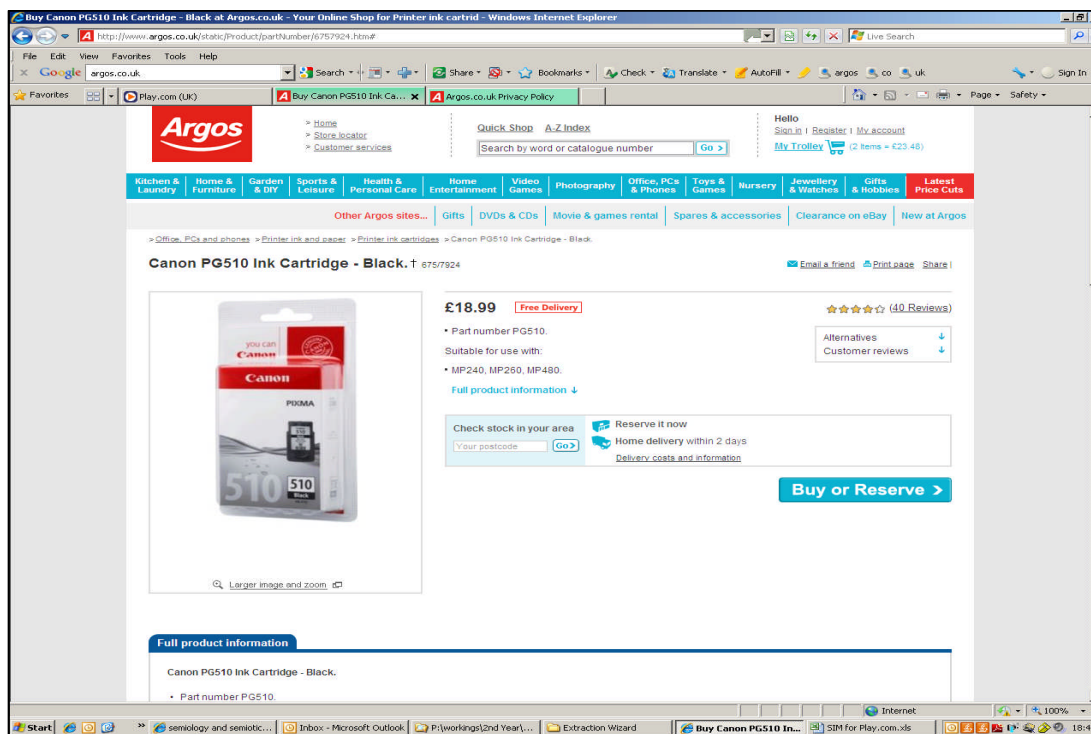 Buy Canon PG510 Ink Cartridge - Black at Argos.co.uk - Your Online Shop for Printer ink cartrid - Windows Internet Explorer
http://www.argos.co.uk/static/Product/partNumber/6757924.htm#
Live Search
File Edit View Favorites Tools Help
Google argos.co.uk Search Share Bookmarks Check Translate AutoFill argos co uk Sign In
Favorites Play.com (UK) Buy Canon PG510 Ink Ca... Argos.co.uk Privacy Policy Page Safety
Argos
> Home
> Store locator
> Customer services
Quick Shop A-Z Index
Search by word or catalogue number Go >
Hello
Sign in | Register | My account
My Trolley (2 items = £23.46)
Kitchen & Laundry Home & Furniture Garden & DIY Sports & Leisure Health & Personal Care Home Entertainment Video Games Photography Office, PCs & Phones Toys & Games Nursery Jewellery & Watches Gifts & Hobbies Latest Price Cuts
Other Argos sites... Gifts DVDs & CDs Movie & games rental Spares & accessories Clearance on eBay New at Argos
> Office, PCs and phones > Printer ink and paper > Printer ink cartridges > Canon PG510 Ink Cartridge - Black.
Canon PG510 Ink Cartridge - Black.† 675/7924
Email a friend Print page Share |
you can
Canon
Canon
PIXMA
510
510
Black
Larger image and zoom
£18.99 Free Delivery
(40 Reviews)
• Part number PG510.
Suitable for use with:
• MP240, MP260, MP480.
Full product information ↓
Alternatives ↓
Customer reviews ↓
Check stock in your area
Your postcode Go>
Reserve it now
Home delivery within 2 days
Delivery costs and information
Buy or Reserve >
Full product information
Canon PG510 Ink Cartridge - Black.
• Part number PG510.
Internet 100%
Start semiology and semiotic... Inbox - Microsoft Outlook P:\workings\2nd Year\... Extraction Wizard Buy Canon PG510 In... SIM for Play.com.xls